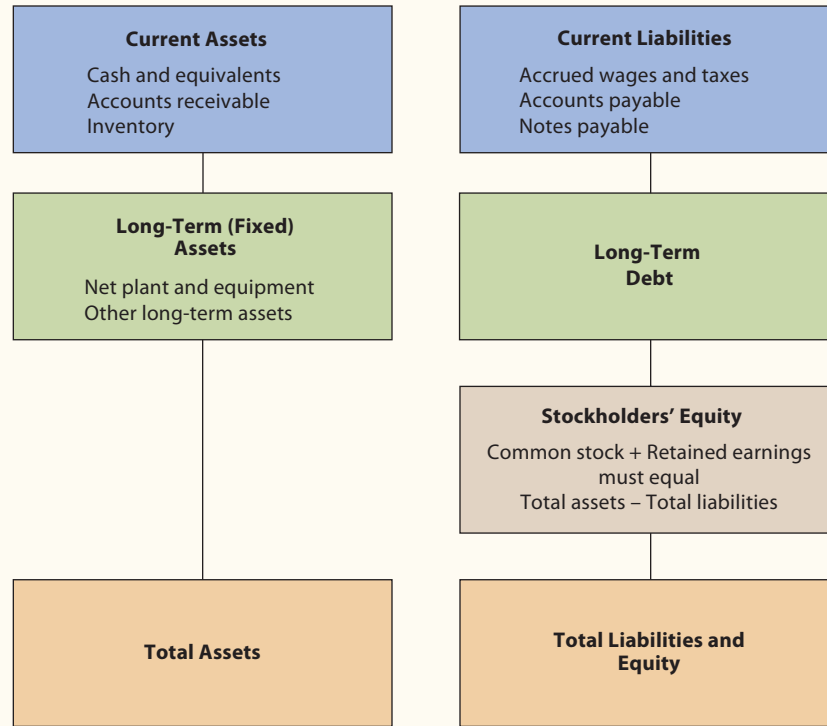 Current Assets
Cash and equivalents
Accounts receivable
Inventory
Long-Term (Fixed)
Assets
Net plant and equipment
Other long-term assets
Total Assets
Current Liabilities
Accrued wages and taxes
Accounts payable
Notes payable
Long-Term
Debt
Stockholders’ Equity
Common stock + Retained earnings
must equal
Total assets – Total liabilities
Total Liabilities and
Equity